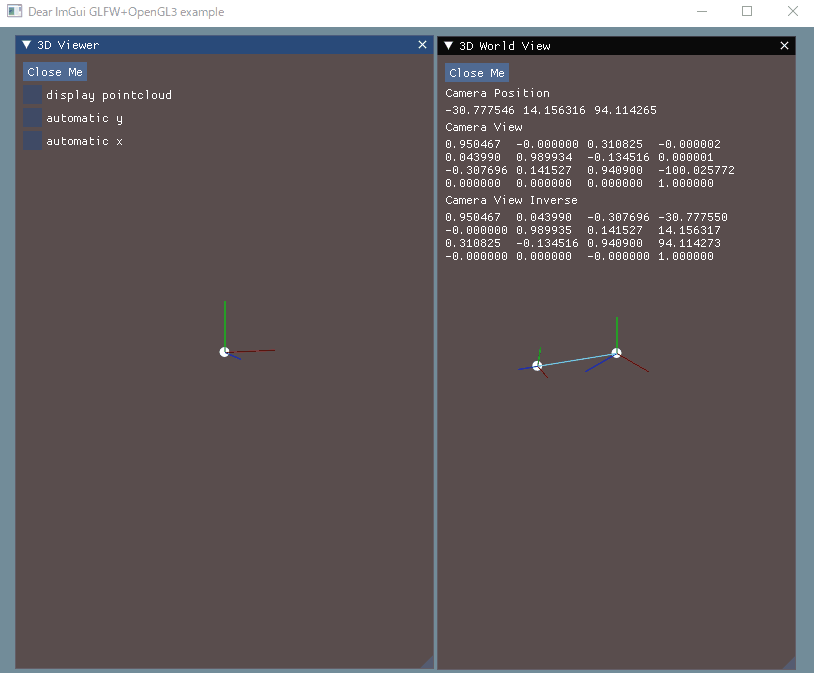 Dear ImGui GLFW+OpenGL3 example
3D Viewer
Close Me
display pointcloud
automatic y
automatic x
3D World View
Close Me
Camera Position
-30.777546 14.156316 94.114265
Camera View
0.950467 -0.000000 0.310825 -0.000002
0.043990 0.989934 -0.134516 0.000001
-0.307696 0.141527 0.940900 -100.025772
0.000000 0.000000 0.000000 1.000000
Camera View Inverse
0.950467 0.043990 -0.307696 -30.777550
-0.000000 0.989935 0.141527 14.156317
0.310825 -0.134516 0.940900 94.114273
-0.000000 0.000000 -0.000000 1.000000